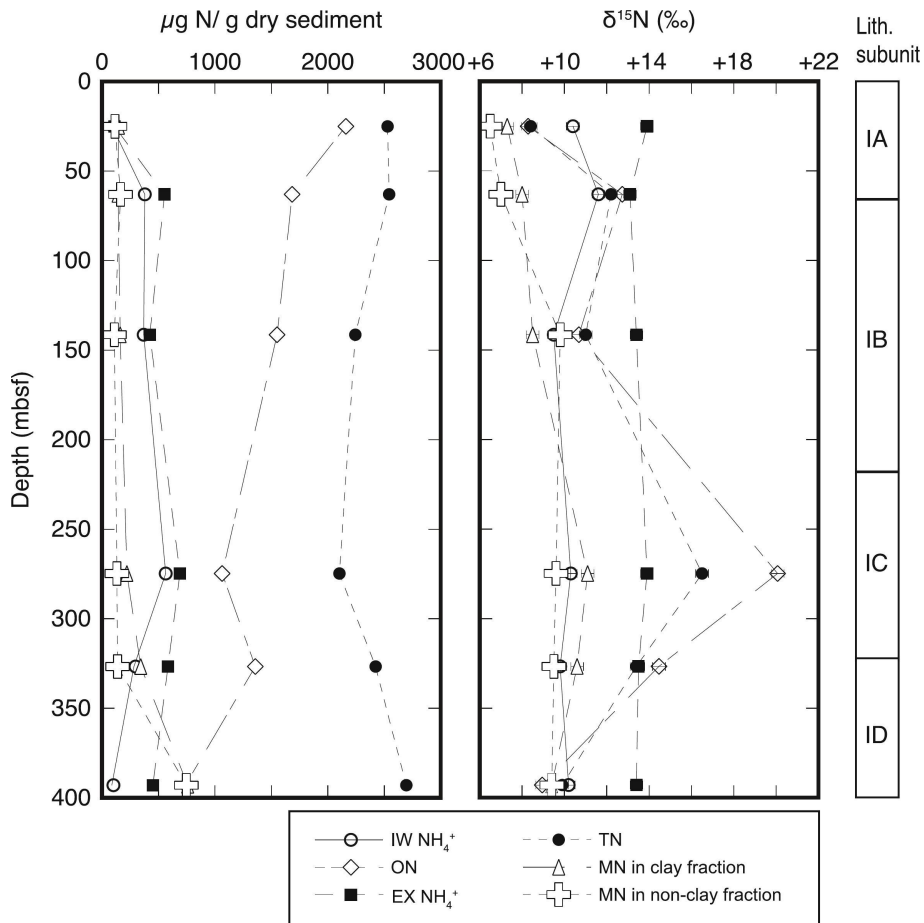 µg N/ g dry sediment
δ¹⁵N (‰)
Lith.
subunit
0 1000 2000 3000
+6 +10 +14 +18 +22
0
50
100
150
200
250
300
350
400
Depth (mbsf)
IA
IB
IC
ID
IW NH₄⁺
TN
ON
MN in clay fraction
EX NH₄⁺
MN in non-clay fraction